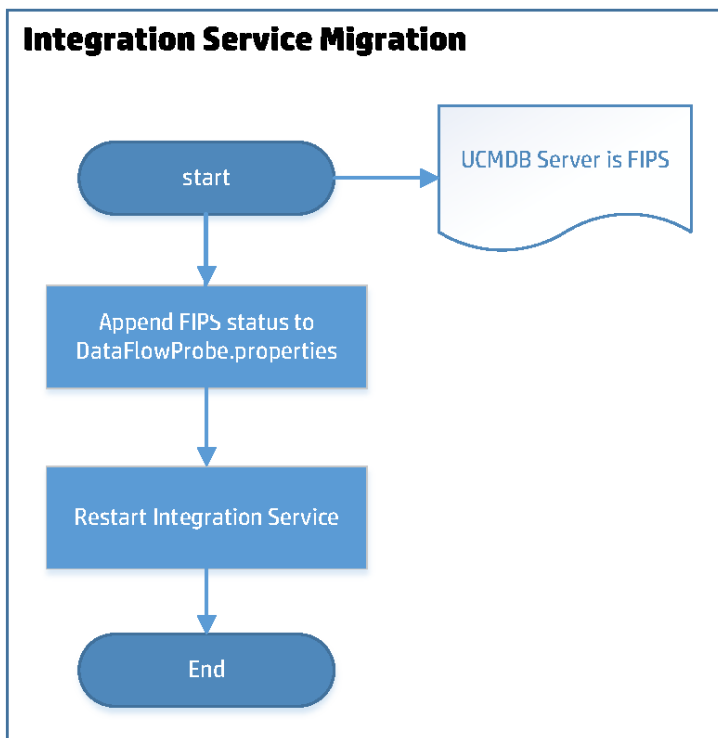 Integration Service Migration
start
UCMDB Server is FIPS
Append FIPS status to
DataFlowProbe.properties
Restart Integration Service
End